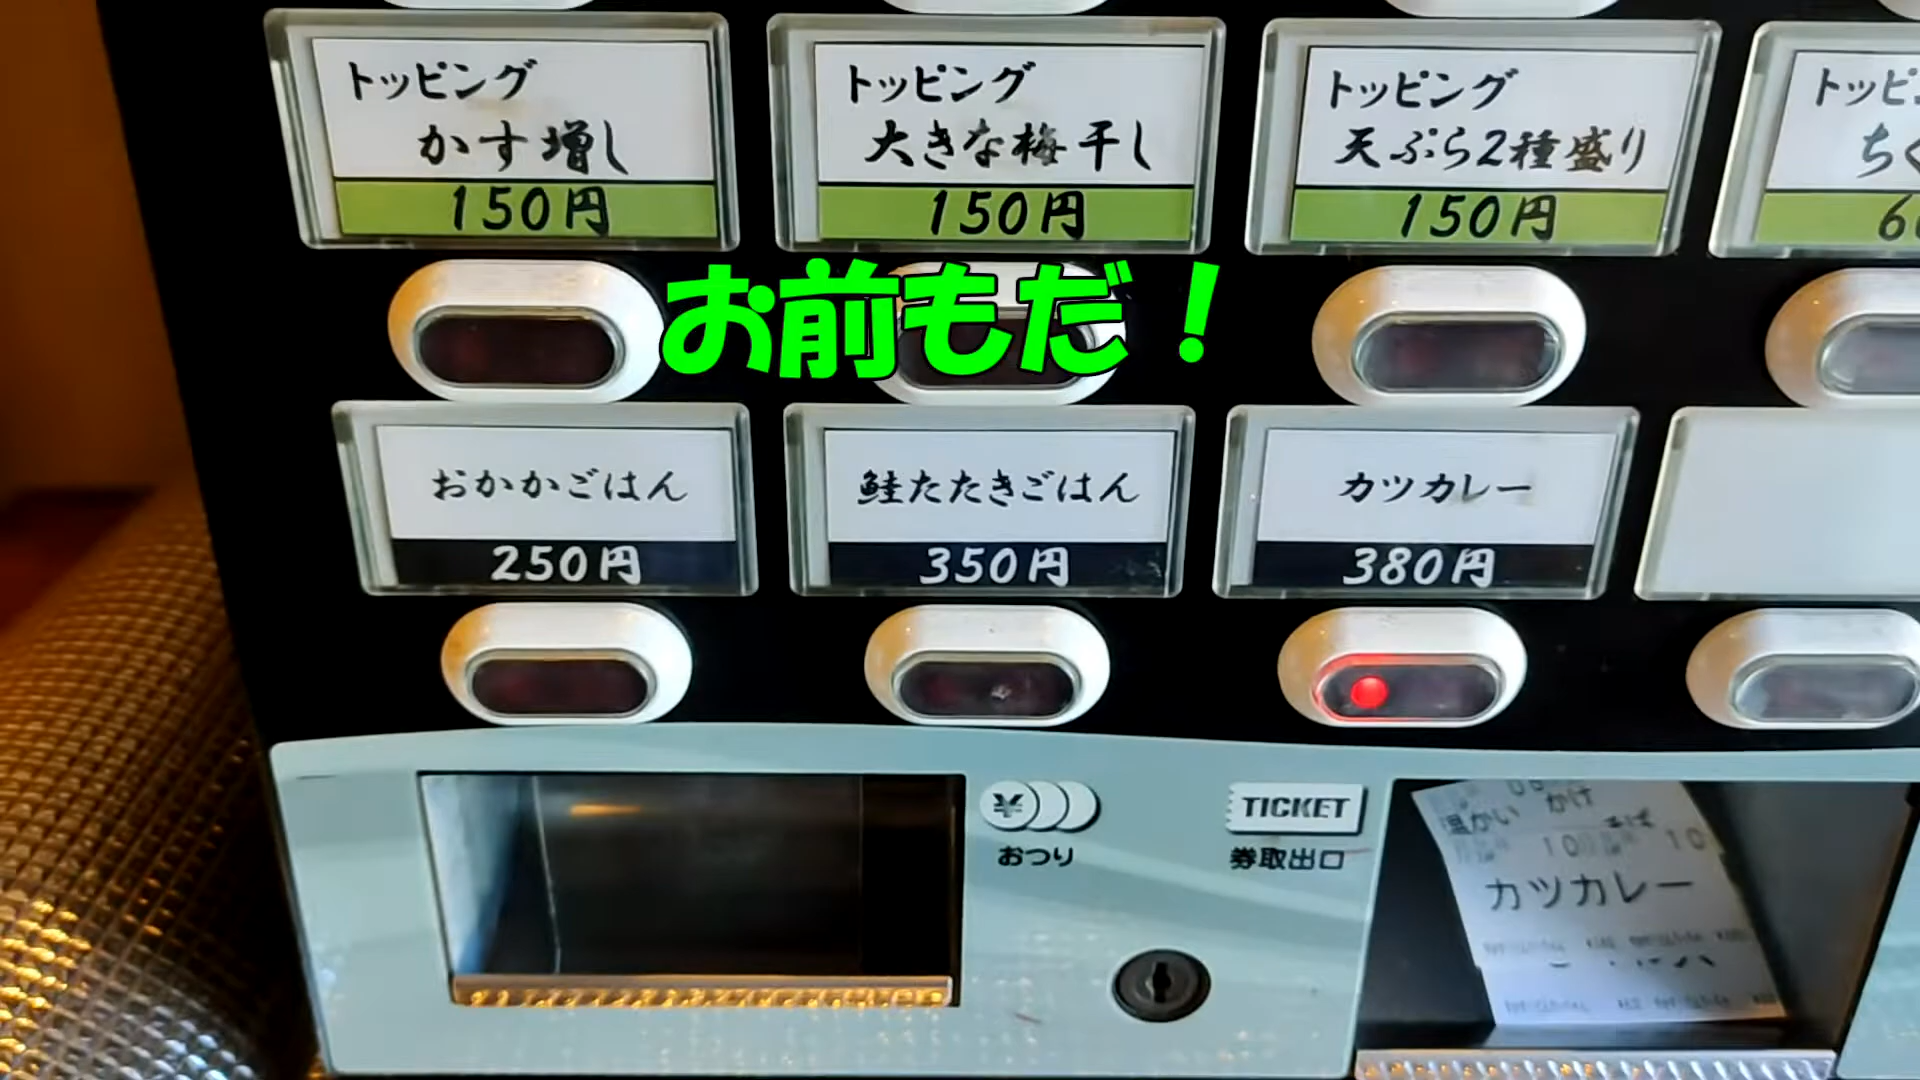 トッピング
かす増し
150円
トッピング
大きな梅干し
150円
トッピング
天ぷら2種盛り
150円
トッピ
ち
お前もだ！
おかかごはん
250円
鮭たたきごはん
350円
カツカレー
380円
¥
おつり
TICKET
券取出口
温かい かけ
そば
10 10
カツカレー